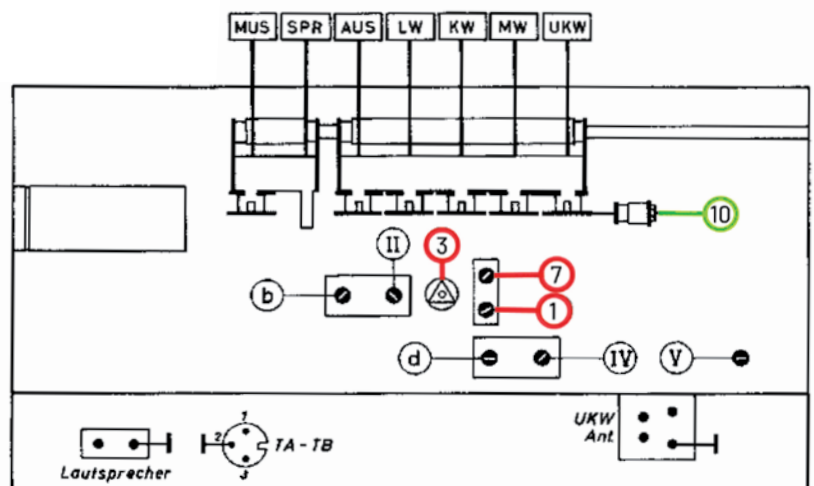 MUS SPR AUS LW KW MW UKW
10
II 3
7
b
1
d IV V
UKW
Ant.
1
2 TA-TB
3
Lautsprecher